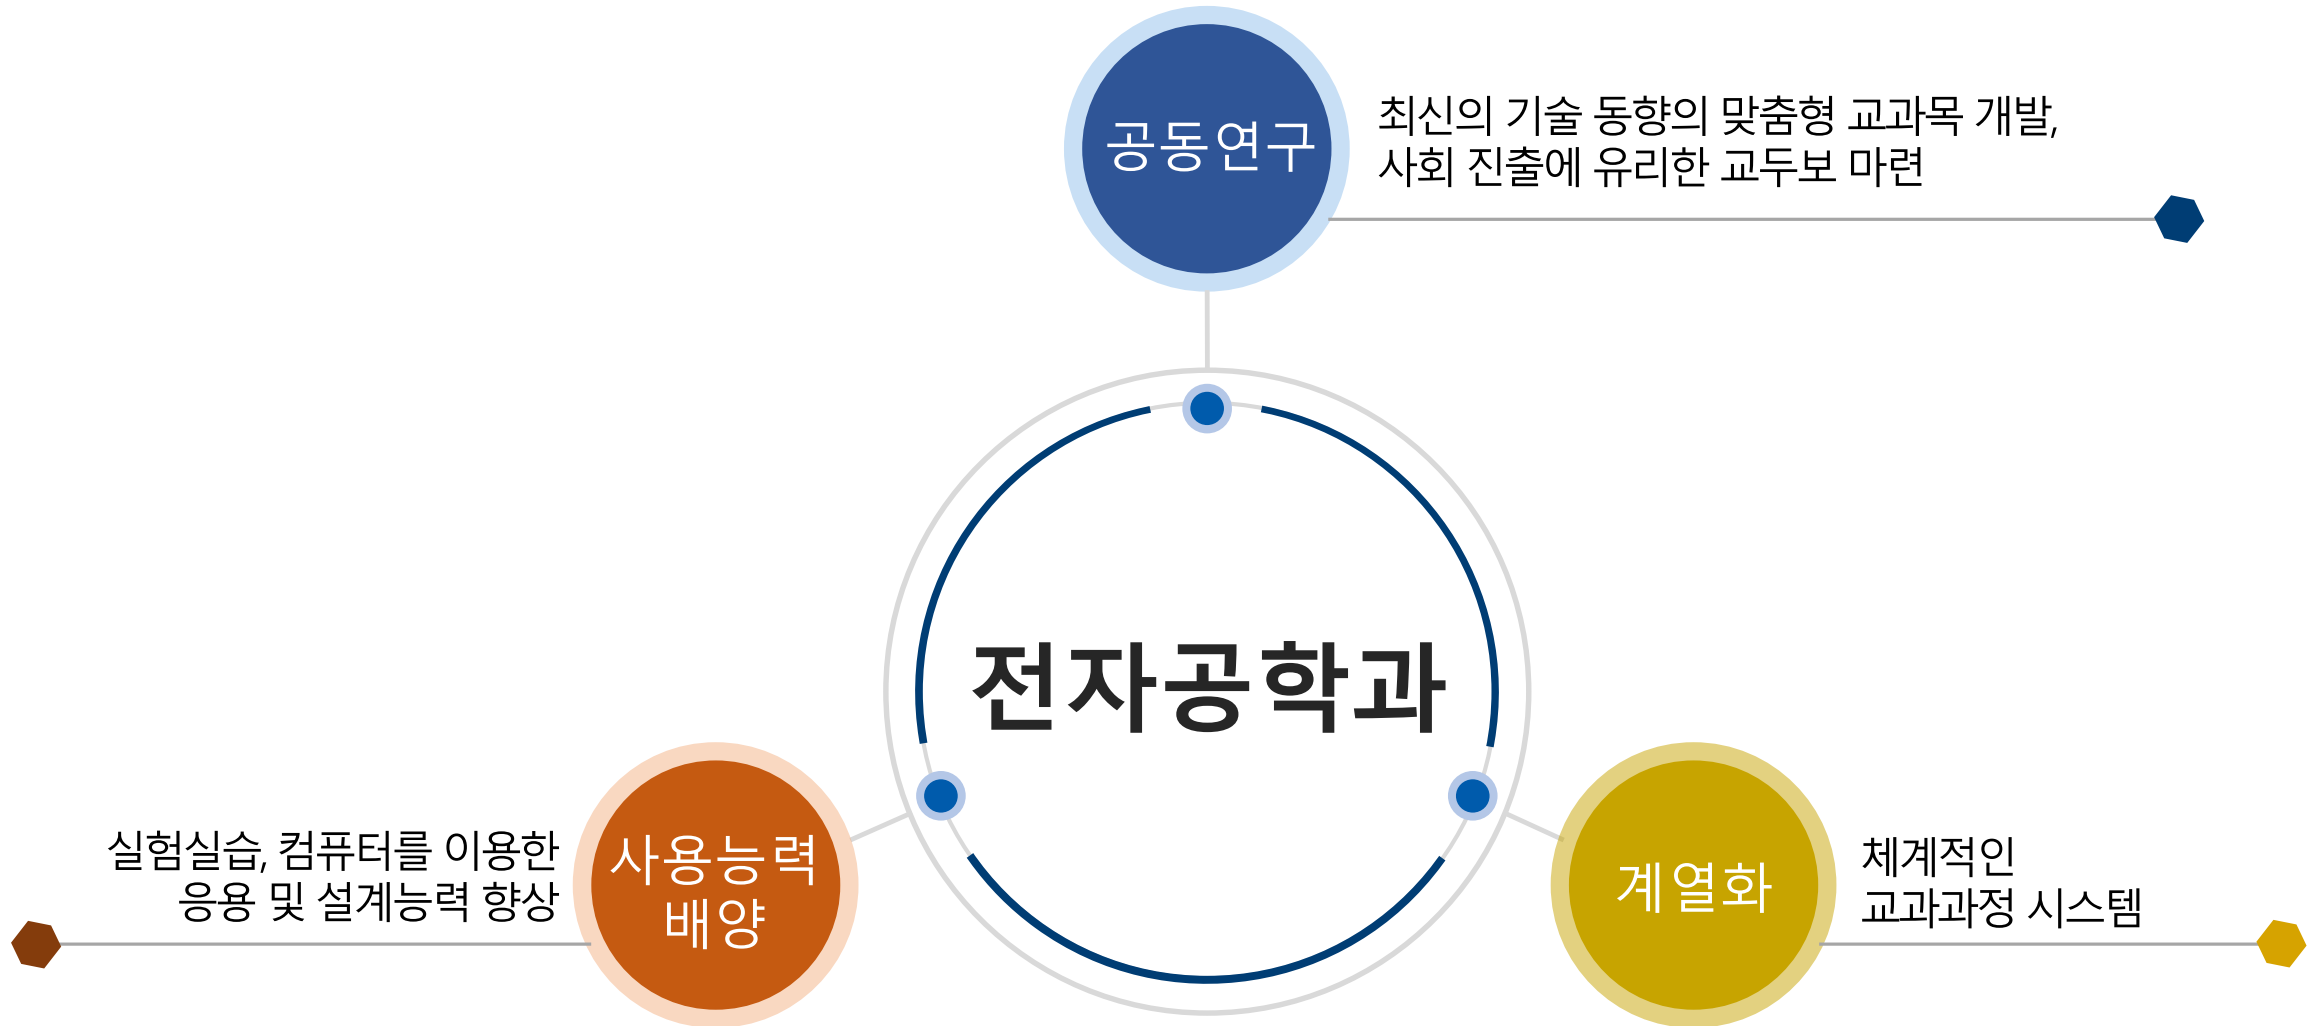 공동연구
최신의 기술 동향의 맞춤형 교과목 개발,
사회 진출에 유리한 교두보 마련
전자공학과
실험실습, 컴퓨터를 이용한
응용 및 설계능력 향상
사용능력
배양
계열화
체계적인
교과과정 시스템